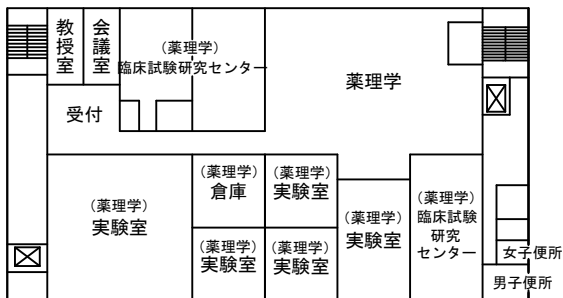 教授室
会議室
（薬理学）
臨床試験研究センター
薬理学
受付
（薬理学）
実験室
（薬理学）
倉庫
（薬理学）
実験室
（薬理学）
実験室
（薬理学）
実験室
（薬理学）
実験室
（薬理学）
臨床試験
研究
センター
女子便所
男子便所